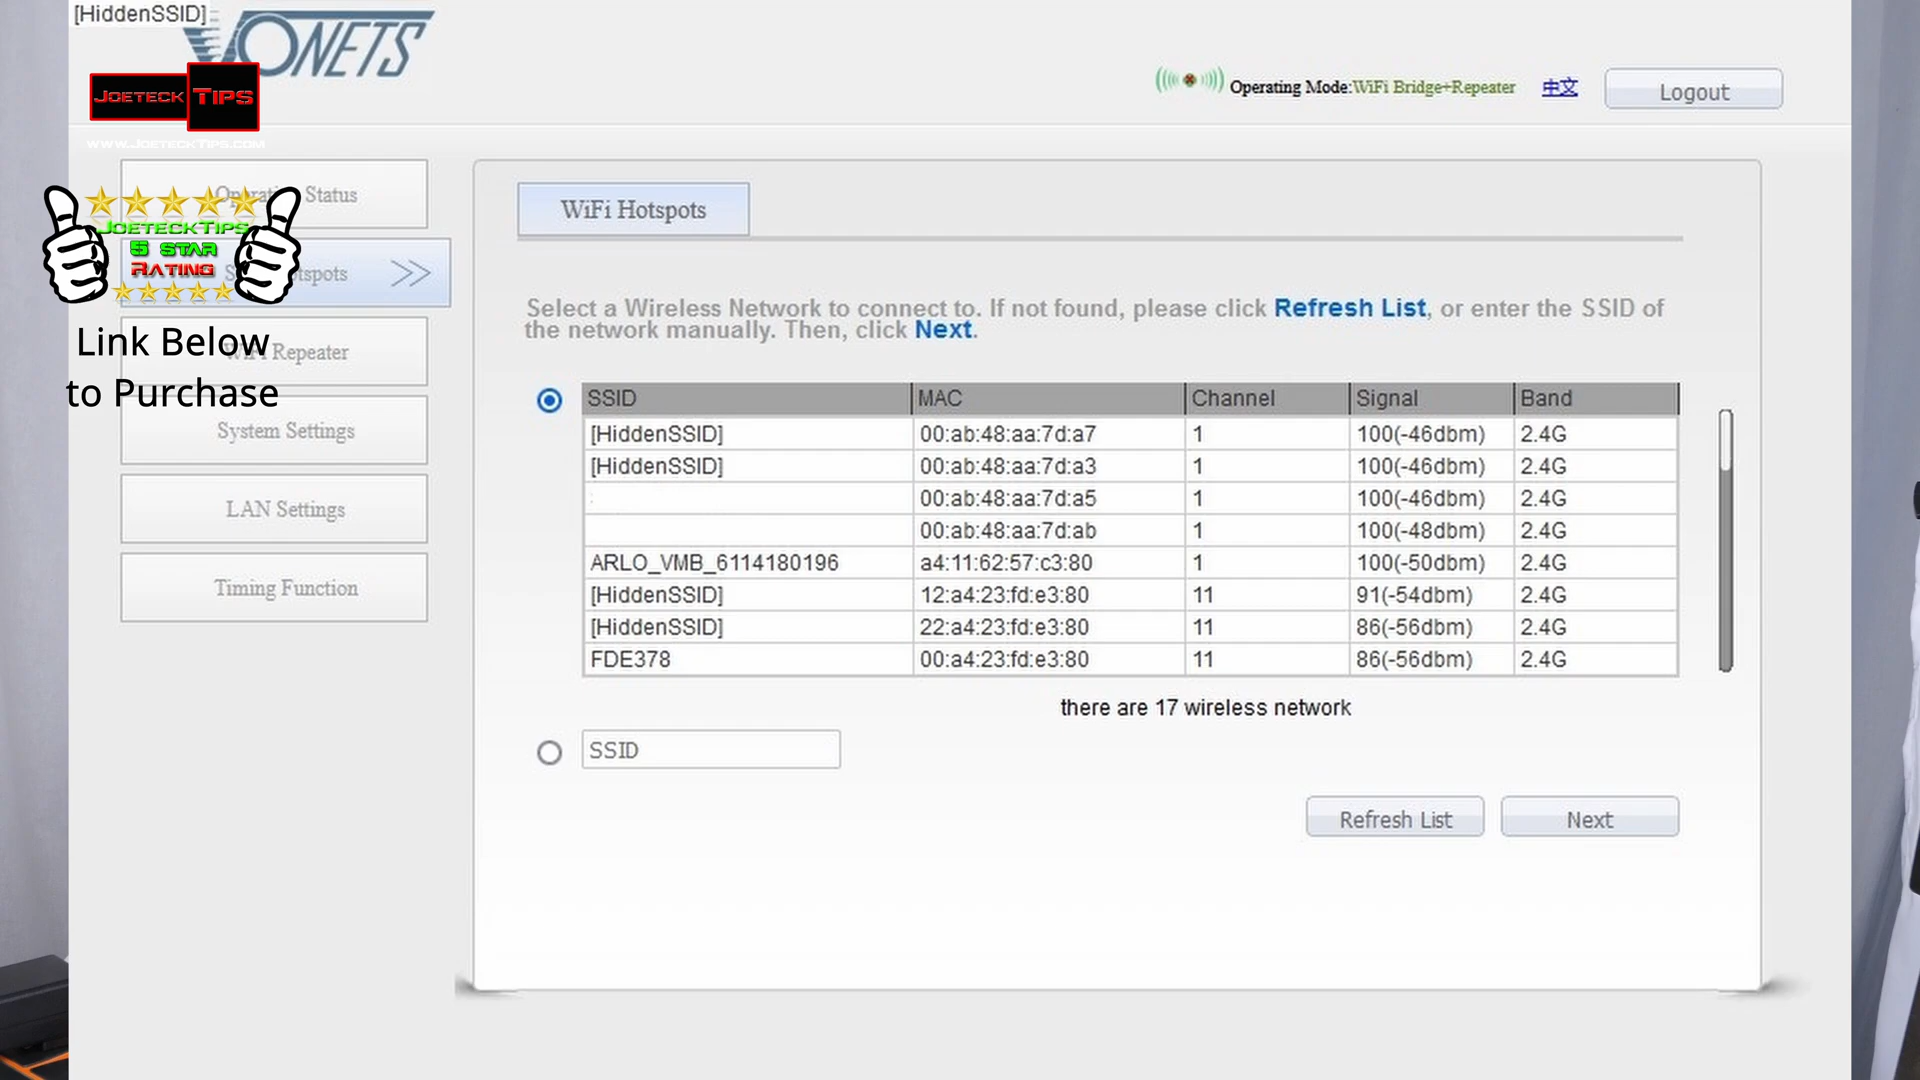 [HiddenSSID]
VONETS
JOETECK TIPS
WWW.JOETECKTIPS.COM
Operating Mode:WiFi Bridge+Repeater
中文
Logout
Status
JOETECKTIPS
5 STAR
RATING
Link Below
to Purchase
Repeater
System Settings
LAN Settings
Timing Function
WiFi Hotspots
Select a Wireless Network to connect to. If not found, please click Refresh List, or enter the SSID of
the network manually. Then, click Next.
SSID MAC Channel Signal Band
[HiddenSSID] 00:ab:48:aa:7d:a7 1 100(-46dbm) 2.4G
[HiddenSSID] 00:ab:48:aa:7d:a3 1 100(-46dbm) 2.4G
00:ab:48:aa:7d:a5 1 100(-46dbm) 2.4G
00:ab:48:aa:7d:ab 1 100(-48dbm) 2.4G
ARLO_VMB_6114180196 a4:11:62:57:c3:80 1 100(-50dbm) 2.4G
[HiddenSSID] 12:a4:23:fd:e3:80 11 91(-54dbm) 2.4G
[HiddenSSID] 22:a4:23:fd:e3:80 11 86(-56dbm) 2.4G
FDE378 00:a4:23:fd:e3:80 11 86(-56dbm) 2.4G
there are 17 wireless network
SSID
Refresh List
Next